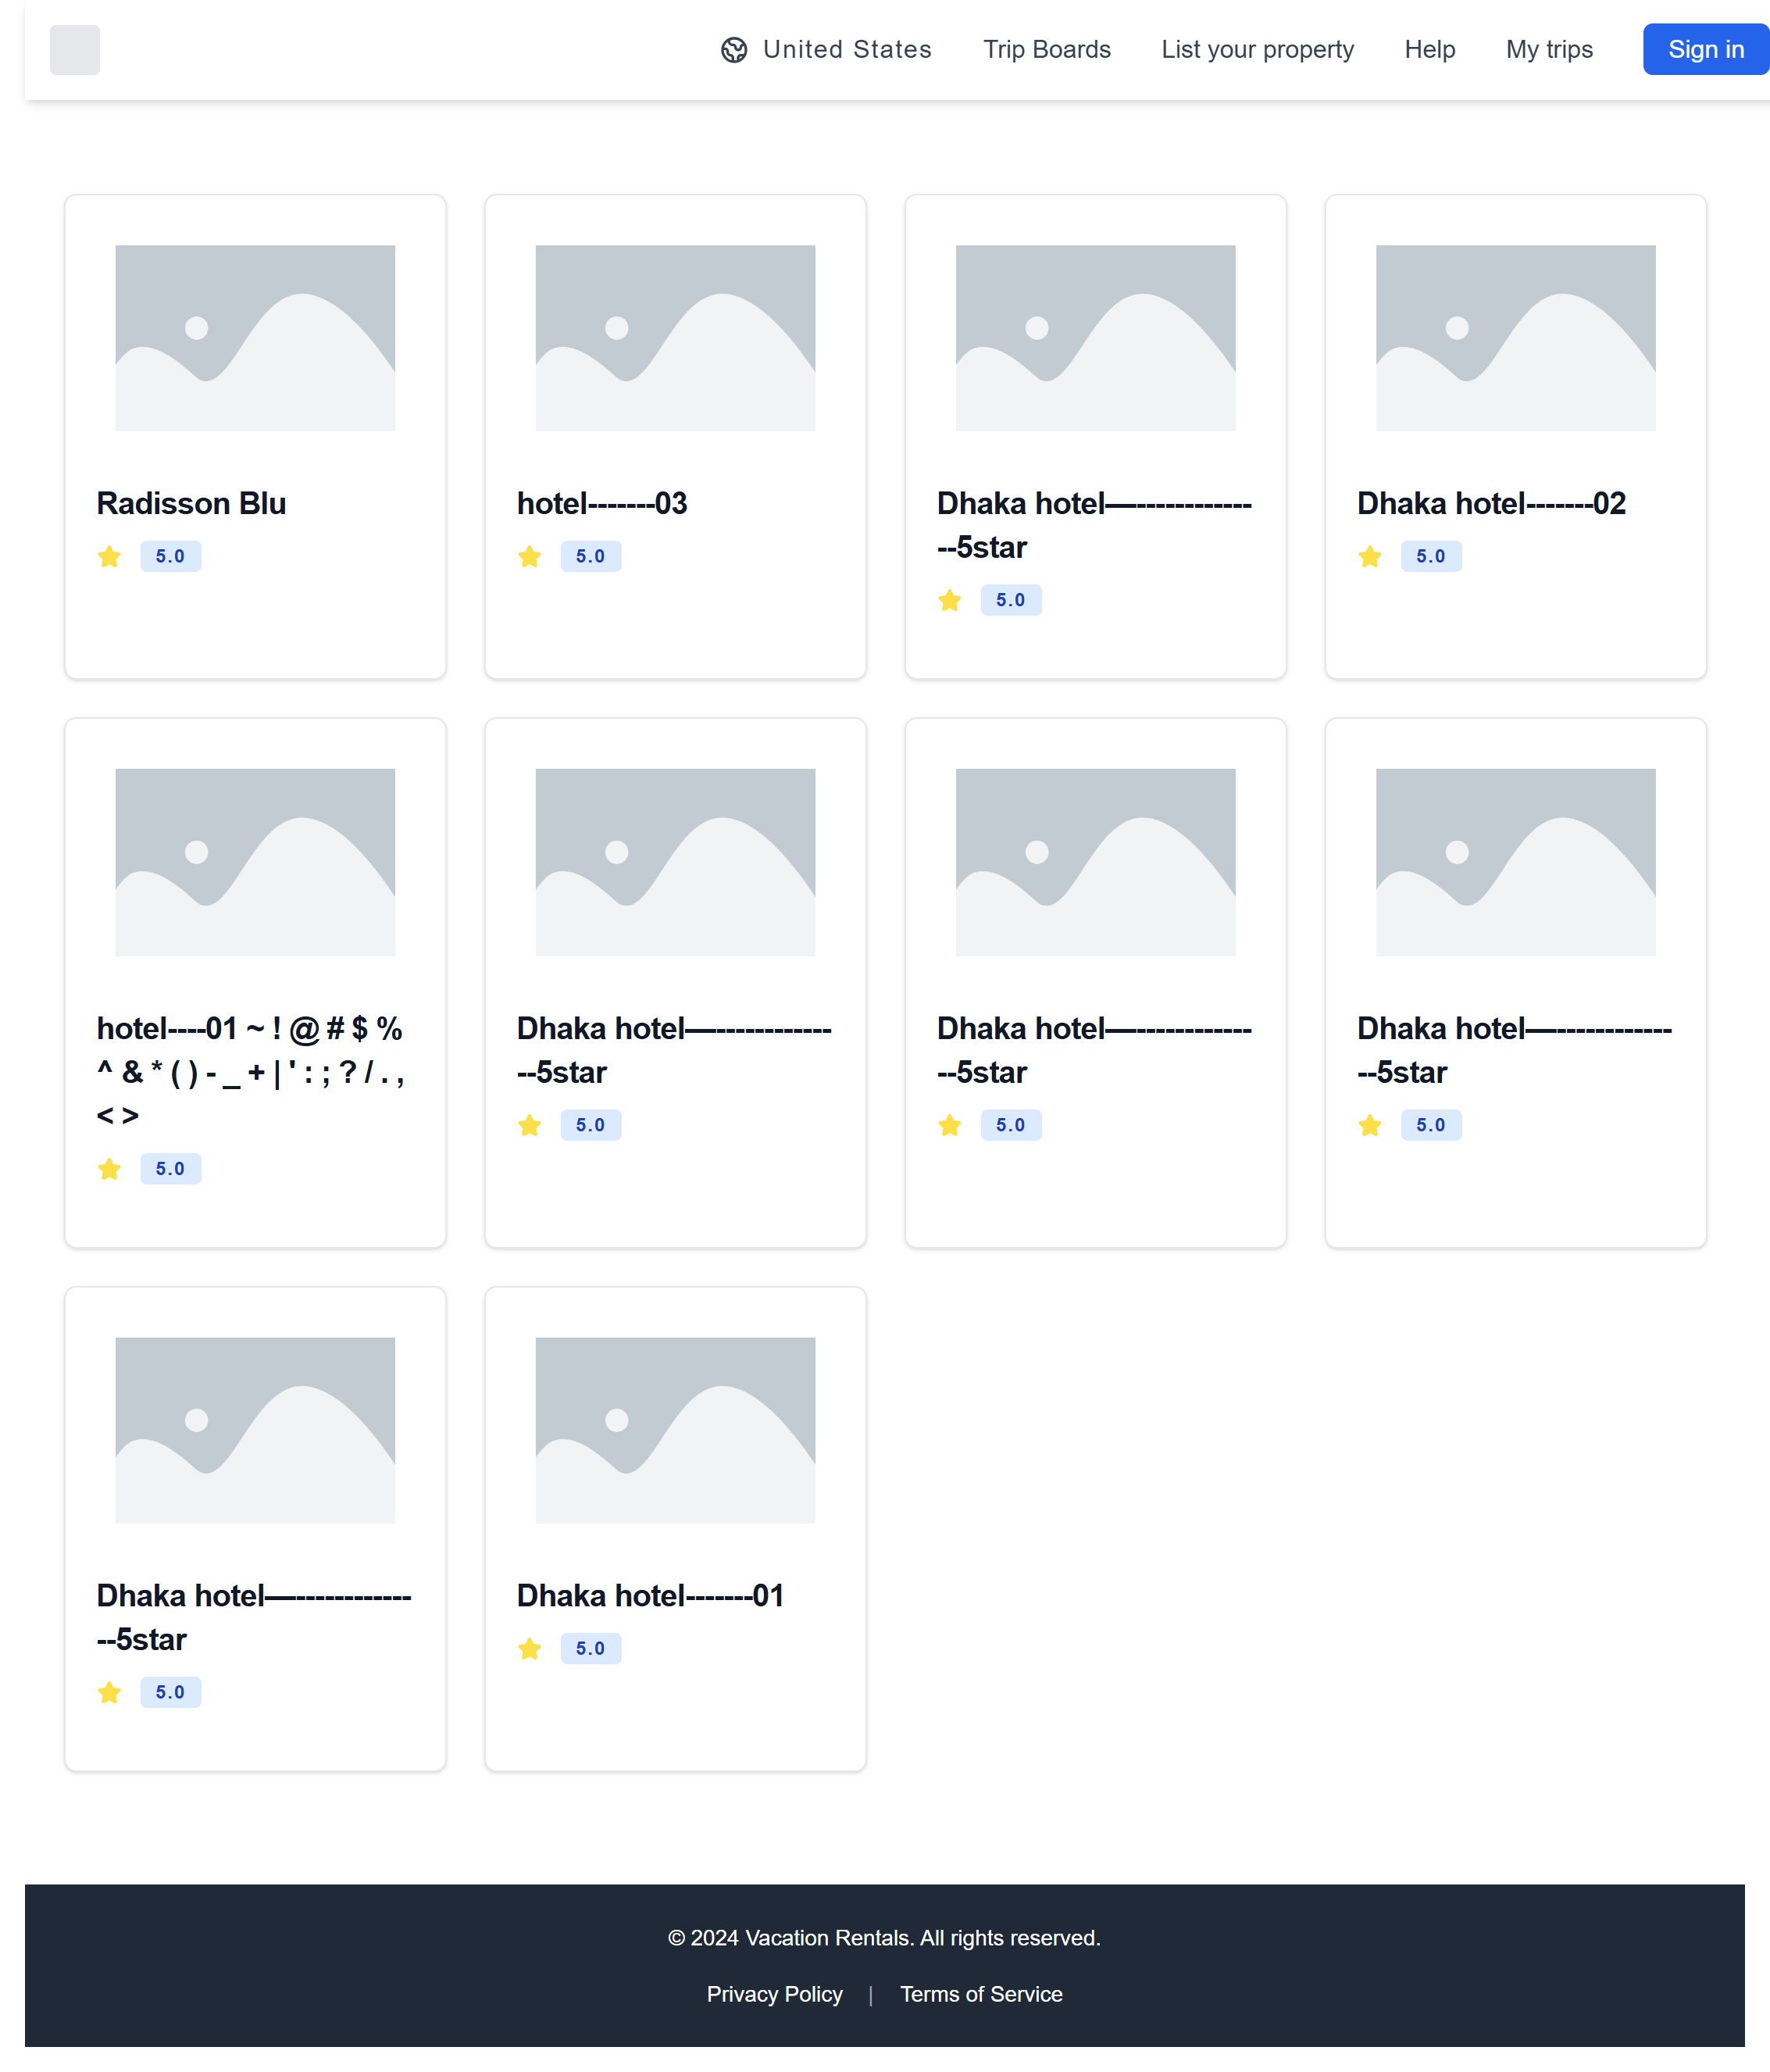 United States Trip Boards List your property Help My trips Sign in
Radisson Blu
5.0
hotel-------03
5.0
Dhaka hotel—------------
--5star
5.0
Dhaka hotel-------02
5.0
hotel----01 ~ ! @ # $ %
^ & * ( ) - _ + | ' : ; ? / . ,
< >
5.0
Dhaka hotel—------------
--5star
5.0
Dhaka hotel—------------
--5star
5.0
Dhaka hotel—------------
--5star
5.0
Dhaka hotel—------------
--5star
5.0
Dhaka hotel-------01
5.0
© 2024 Vacation Rentals. All rights reserved.
Privacy Policy | Terms of Service